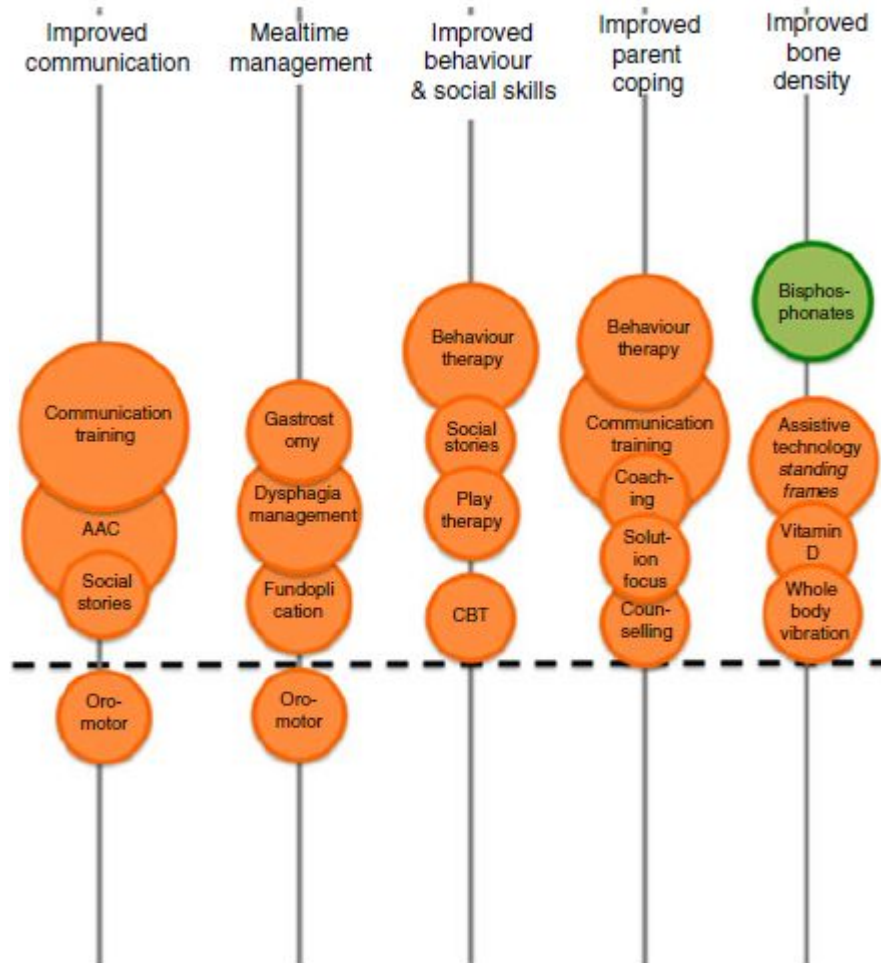 Improved
communication
Mealtime
management
Improved
behaviour
& social skills
Improved
parent
coping
Improved
bone
density
Communication
training
AAC
Social
stories
Oro-
motor
Gastrost
omy
Dysphagia
management
Fundopli
cation
Oro-
motor
Behaviour
therapy
Social
stories
Play
therapy
CBT
Behaviour
therapy
Communication
training
Coach-
ing
Solut-
ion
focus
Coun-
selling
Bisphos-
phonates
Assistive
technology
standing
frames
Vitamin
D
Whole
body
vibration